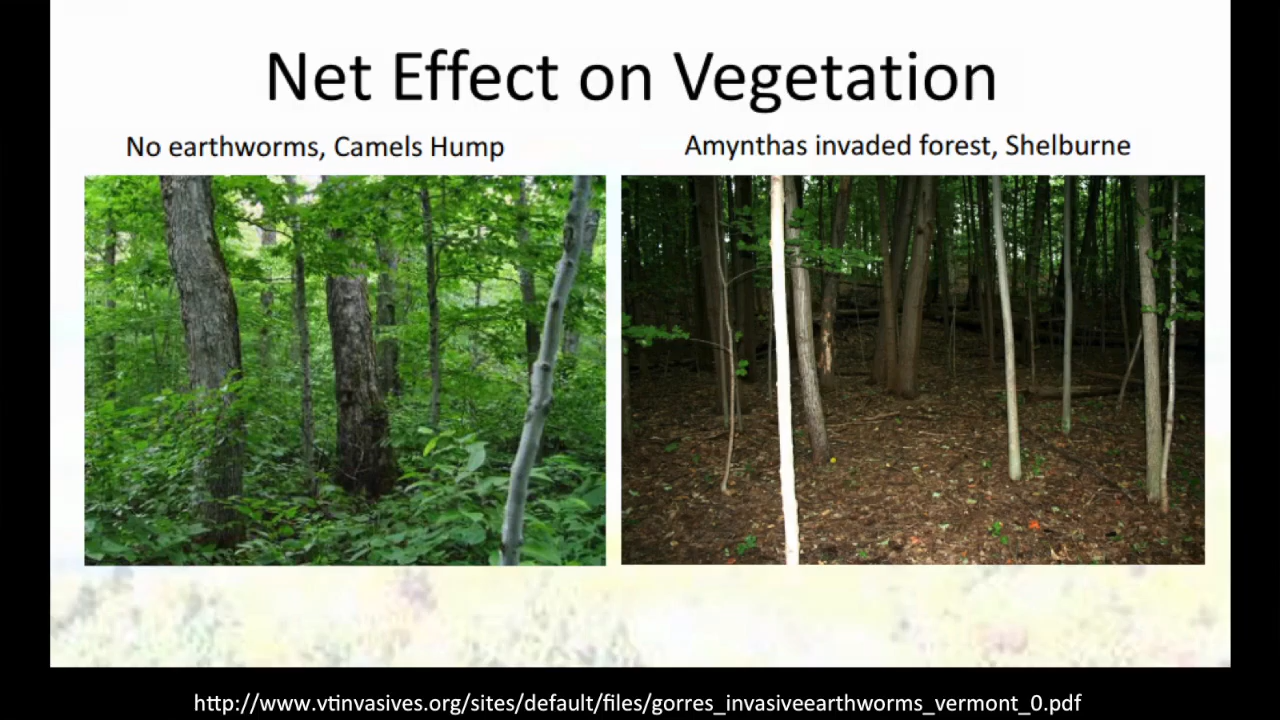 Net Effect on Vegetation
No earthworms, Camels Hump
Amynthas invaded forest, Shelburne
http://www.vtinvasives.org/sites/default/files/gorres_invasiveearthworms_vermont_0.pdf